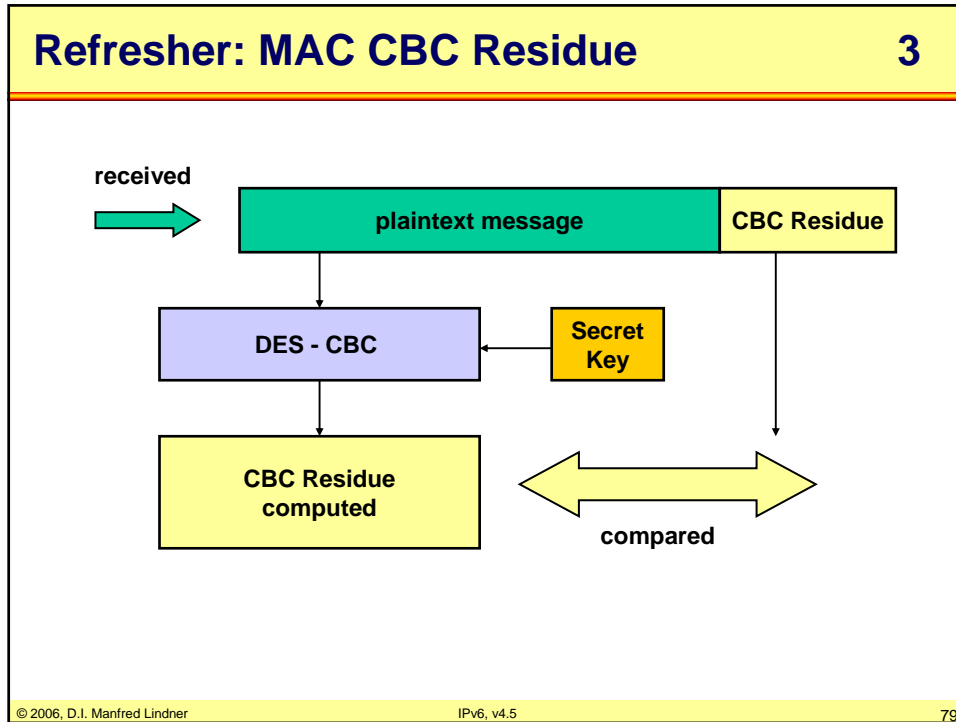 Refresher: MAC CBC Residue 3
received
plaintext message
CBC Residue
DES - CBC
Secret
Key
CBC Residue
computed
compared
© 2006, D.I. Manfred Lindner
IPv6, v4.5
79